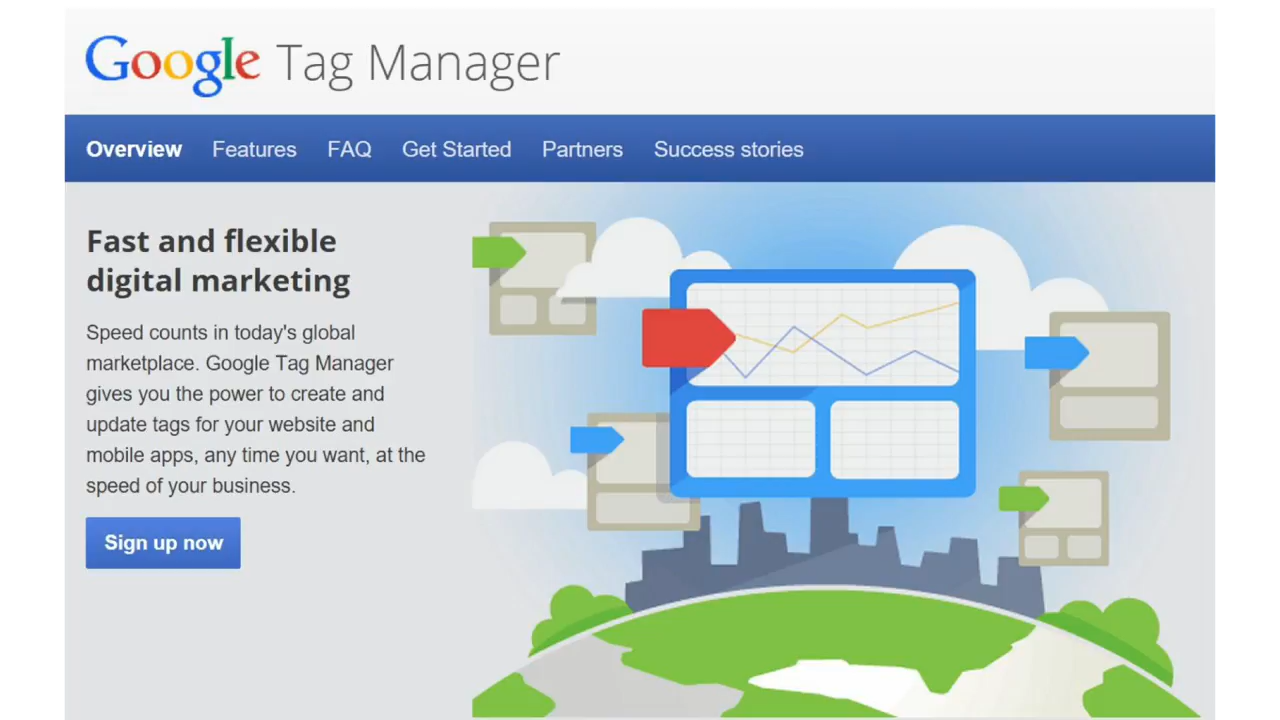 Google Tag Manager
Overview Features FAQ Get Started Partners Success stories
Fast and flexible
digital marketing
Speed counts in today's global
marketplace. Google Tag Manager
gives you the power to create and
update tags for your website and
mobile apps, any time you want, at the
speed of your business.
Sign up now